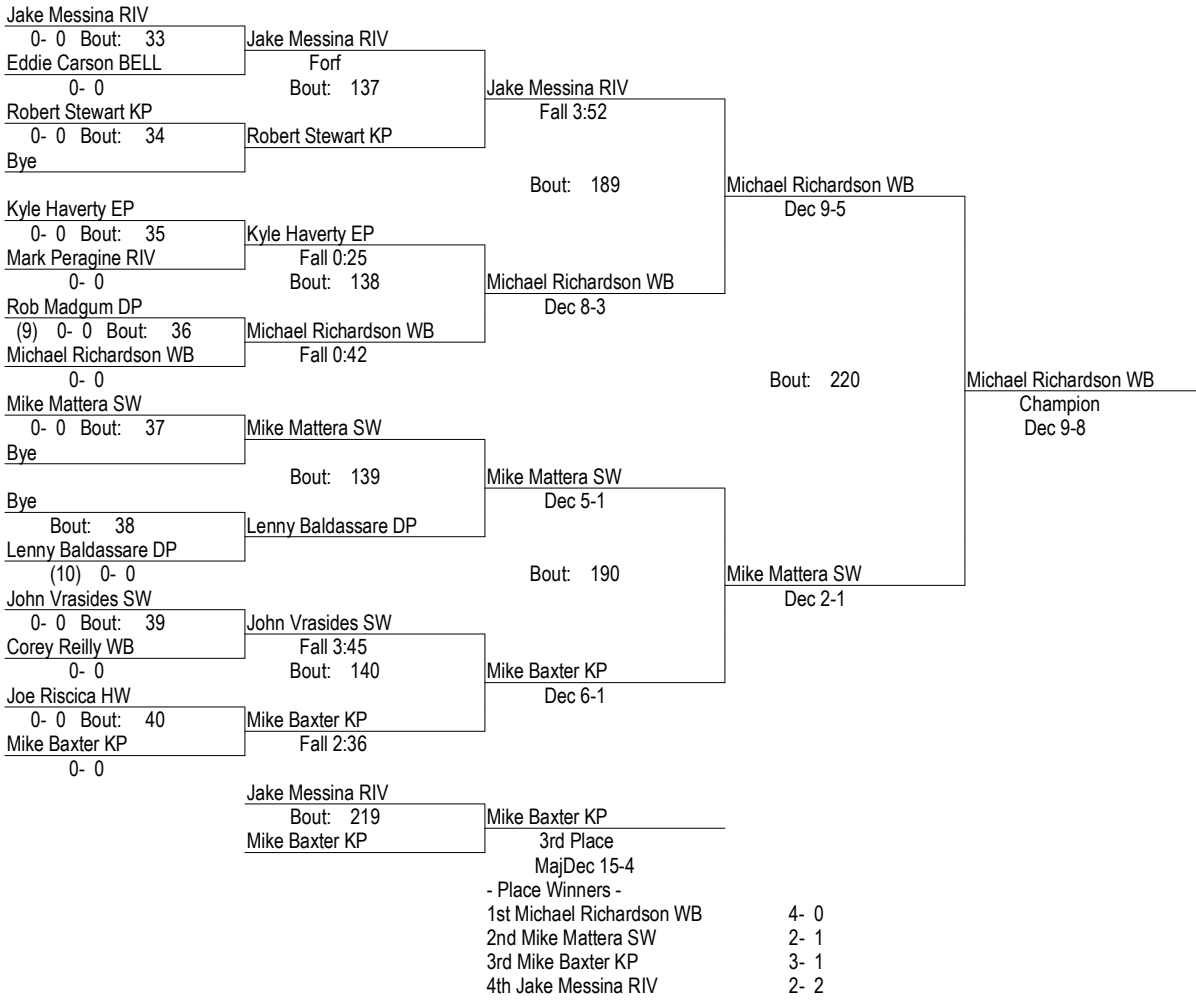 Jake Messina RIV
0- 0 Bout: 33
Eddie Carson BELL
0- 0
Robert Stewart KP
0- 0 Bout: 34
Bye
Kyle Haverty EP
0- 0 Bout: 35
Mark Peragine RIV
0- 0
Rob Madgum DP
(9) 0- 0 Bout: 36
Michael Richardson WB
0- 0
Mike Mattera SW
0- 0 Bout: 37
Bye
Bye
Bout: 38
Lenny Baldassare DP
(10) 0- 0
John Vrasides SW
0- 0 Bout: 39
Corey Reilly WB
0- 0
Joe Riscica HW
0- 0 Bout: 40
Mike Baxter KP
0- 0
Jake Messina RIV
Forf
Bout: 137
Robert Stewart KP
Kyle Haverty EP
Fall 0:25
Bout: 138
Michael Richardson WB
Fall 0:42
Mike Mattera SW
Bout: 139
Lenny Baldassare DP
John Vrasides SW
Fall 3:45
Bout: 140
Mike Baxter KP
Fall 2:36
Jake Messina RIV
Fall 3:52
Bout: 189
Michael Richardson WB
Dec 8-3
Mike Mattera SW
Dec 5-1
Bout: 190
Mike Baxter KP
Dec 6-1
Michael Richardson WB
Dec 9-5
Bout: 220
Mike Mattera SW
Dec 2-1
Michael Richardson WB
Champion
Dec 9-8
Jake Messina RIV
Bout: 219
Mike Baxter KP
Mike Baxter KP
3rd Place
MajDec 15-4
- Place Winners -
1st Michael Richardson WB 4- 0
2nd Mike Mattera SW 2- 1
3rd Mike Baxter KP 3- 1
4th Jake Messina RIV 2- 2